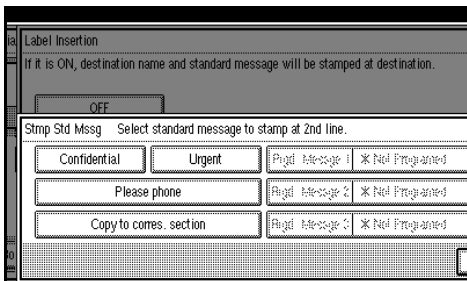 Label Insertion
If it is ON, destination name and standard message will be stamped at destination.
OFF
Stmp Std Mssg Select standard message to stamp at 2nd line.
Confidential Urgent Prgd. Message 1 * Not Programed
Please phone Prgd. Message 2 * Not Programed
Copy to corres. section Prgd. Message 3 * Not Programed